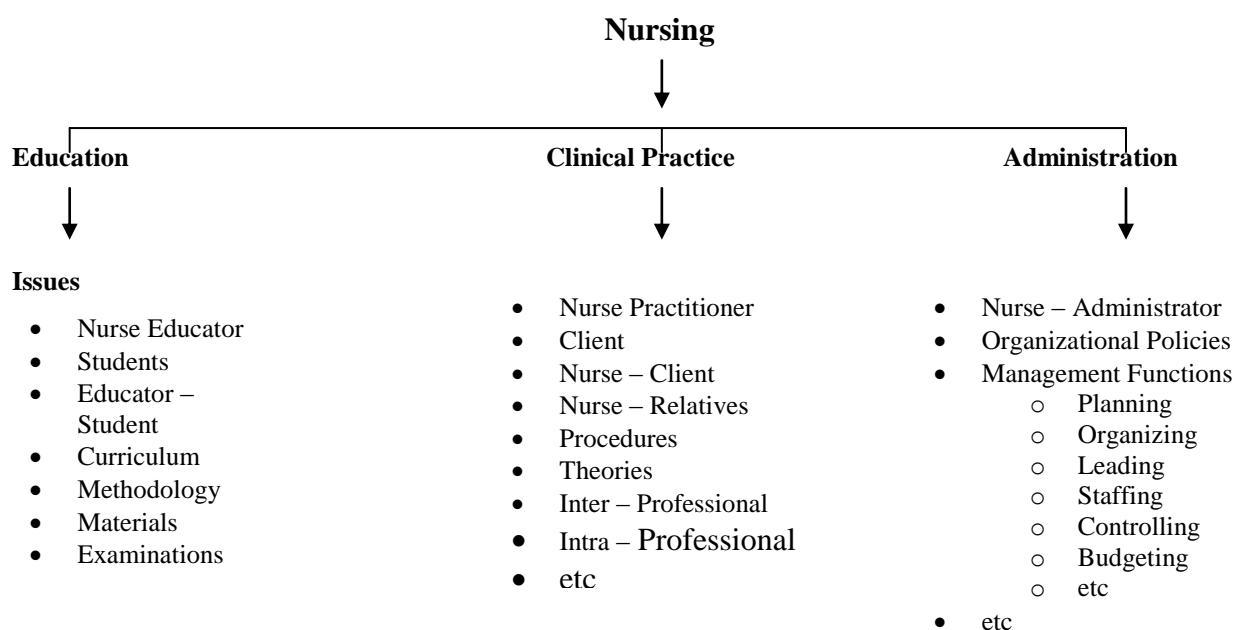 Nursing
Education
Clinical Practice
Administration
Issues
• Nurse Educator
• Students
• Educator –
Student
• Curriculum
• Methodology
• Materials
• Examinations
• Nurse Practitioner
• Client
• Nurse – Client
• Nurse – Relatives
• Procedures
• Theories
• Inter – Professional
• Intra – Professional
• etc
• Nurse – Administrator
• Organizational Policies
• Management Functions
o Planning
o Organizing
o Leading
o Staffing
o Controlling
o Budgeting
o etc
• etc